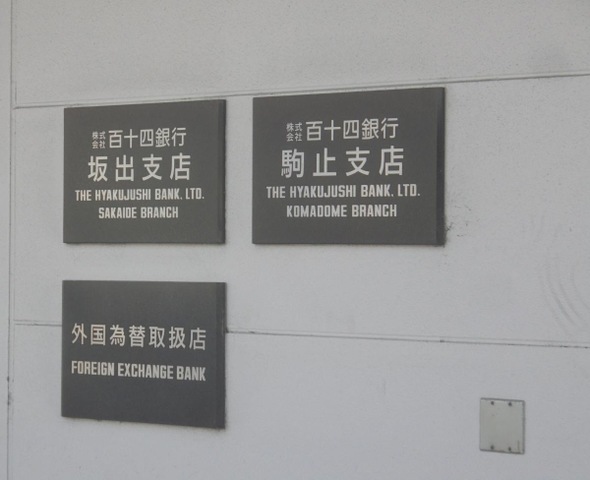 株式会社 百十四銀行
坂出支店
THE HYAKUJUSHI BANK, LTD.
SAKAIDE BRANCH
株式会社 百十四銀行
駒止支店
THE HYAKUJUSHI BANK, LTD.
KOMADOME BRANCH
外国為替取扱店
FOREIGN EXCHANGE BANK